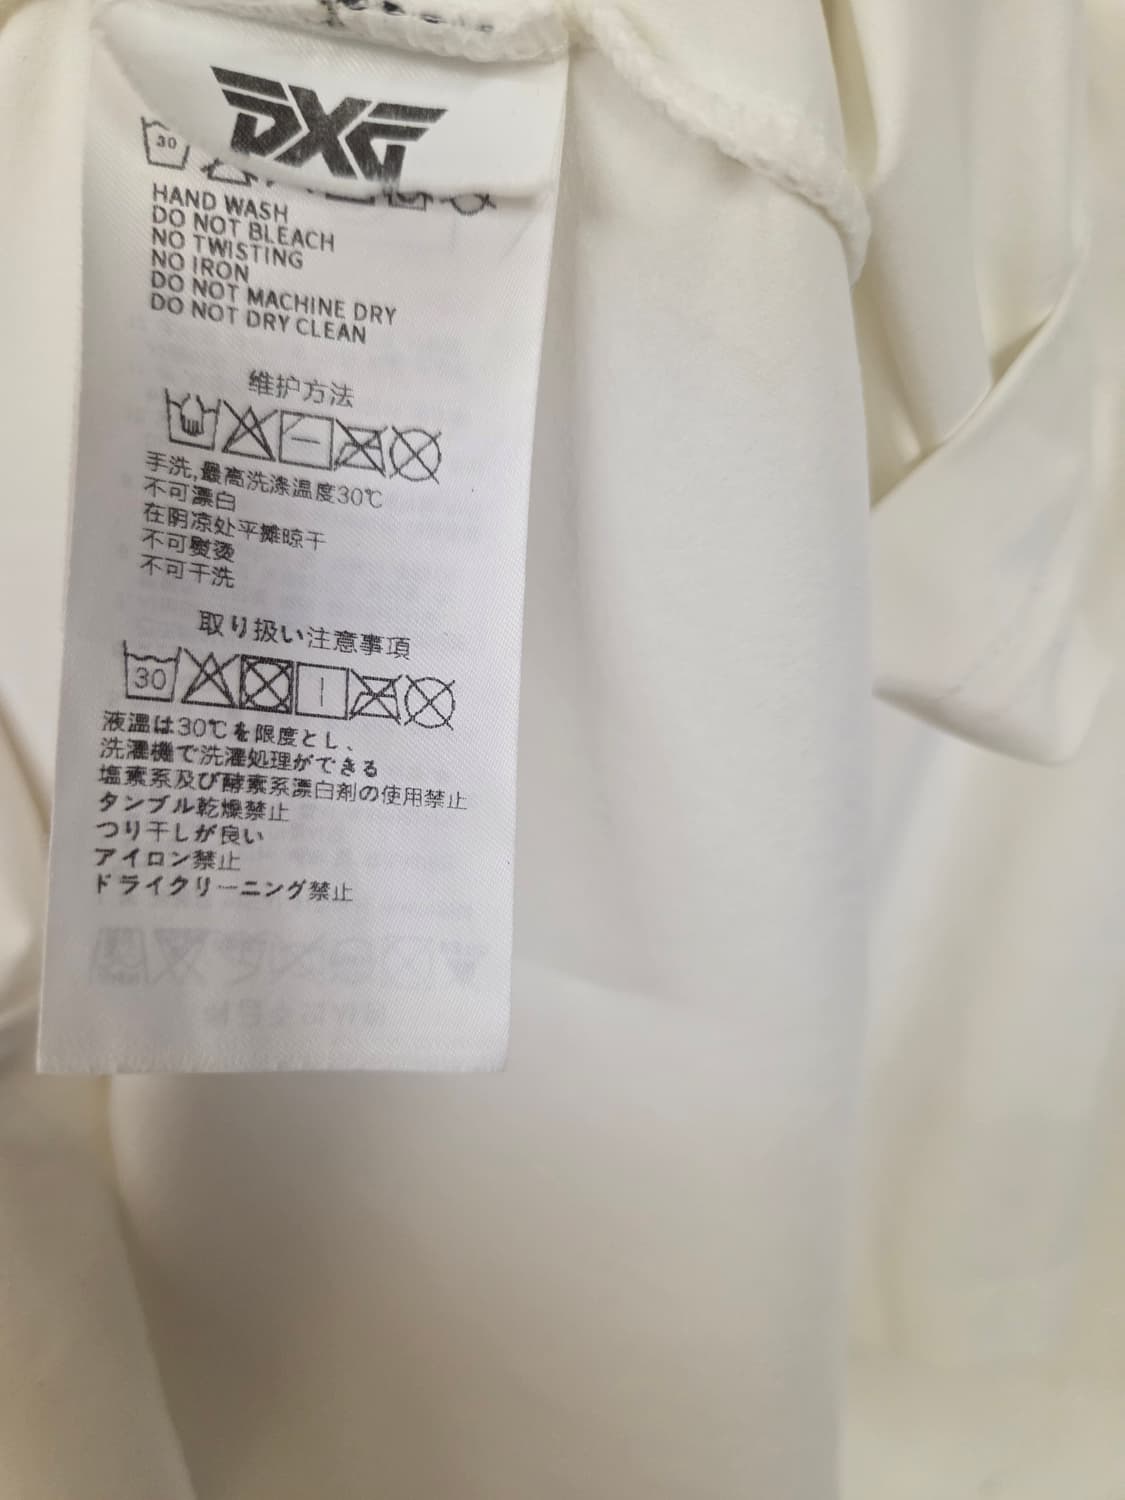 PXG
30
HAND WASH
DO NOT BLEACH
NO TWISTING
NO IRON
DO NOT MACHINE DRY
DO NOT DRY CLEAN
维护方法
手洗,最高洗涤温度30℃
不可漂白
在阴凉处平摊晾干
不可熨烫
不可干洗
取り扱い注意事項
30
液温は30℃を限度とし、
洗濯機で洗濯処理ができる
塩素系及び酵素系漂白剤の使用禁止
タンブル乾燥禁止
つり干しが良い
アイロン禁止
ドライクリーニング禁止